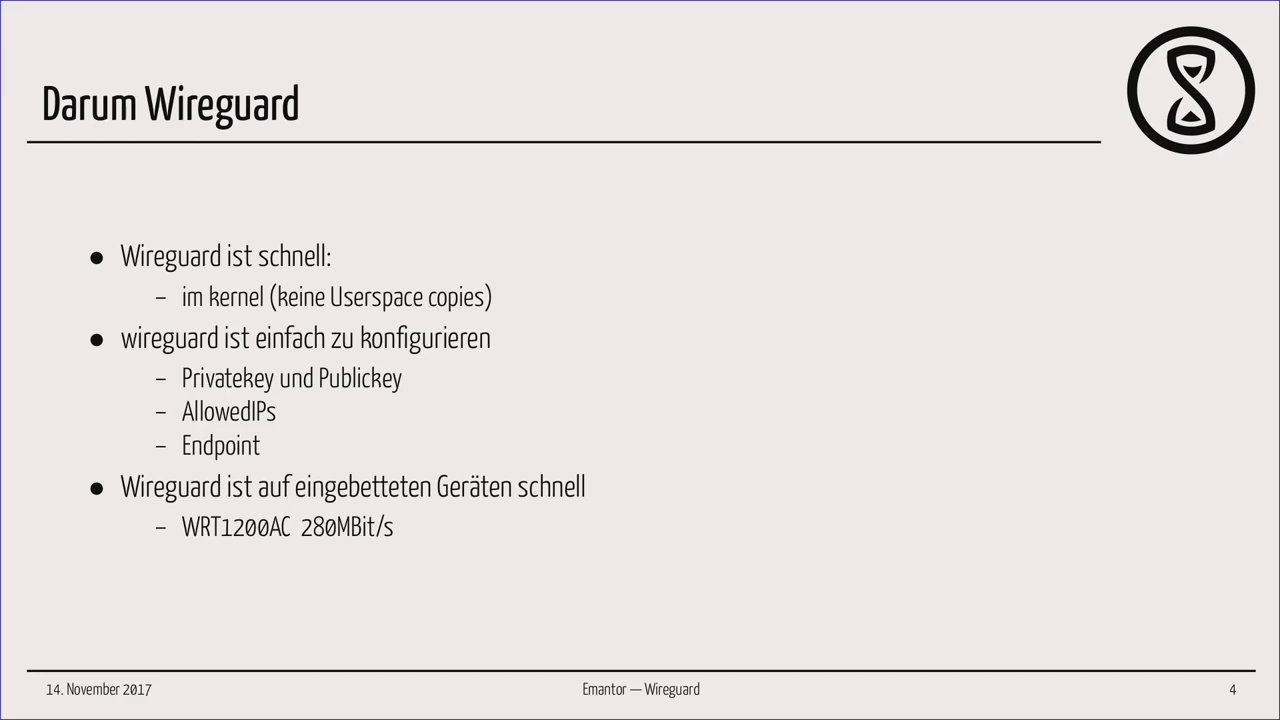 Darum Wireguard
● Wireguard ist schnell:
– im kernel (keine Userspace copies)
● wireguard ist einfach zu konfigurieren
– Privatekey und Publickey
– AllowedIPs
– Endpoint
● Wireguard ist auf eingebetteten Geräten schnell
– WRT1200AC 280MBit/s
14. November 2017
Emantor — Wireguard
4